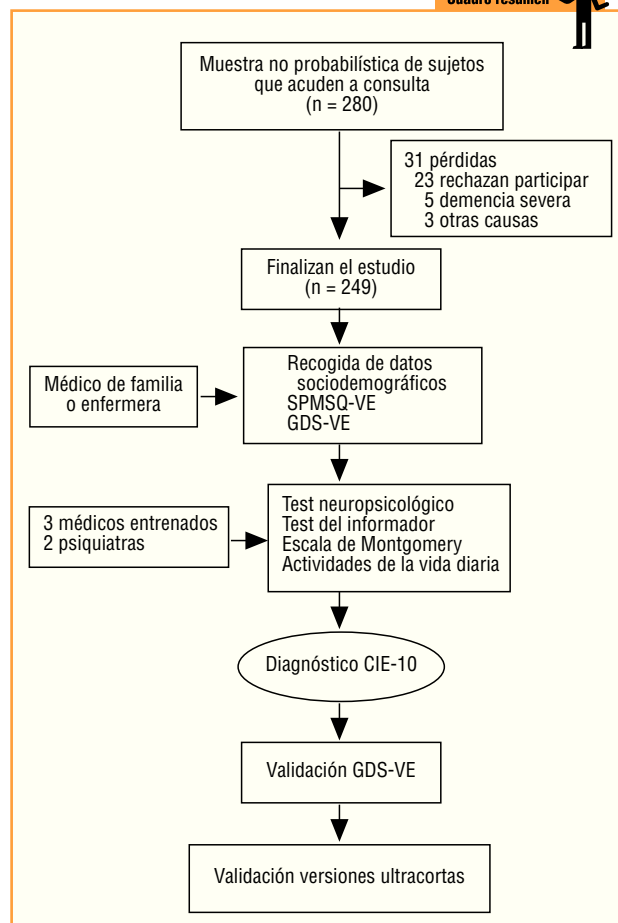 Cuadro resumen
Muestra no probabilística de sujetos
que acuden a consulta
(n = 280)
31 pérdidas
23 rechazan participar
5 demencia severa
3 otras causas
Finalizan el estudio
(n = 249)
Médico de familia
o enfermera
Recogida de datos
sociodemográficos
SPMSQ-VE
GDS-VE
3 médicos entrenados
2 psiquiatras
Test neuropsicológico
Test del informador
Escala de Montgomery
Actividades de la vida diaria
Diagnóstico CIE-10
Validación GDS-VE
Validación versiones ultracortas